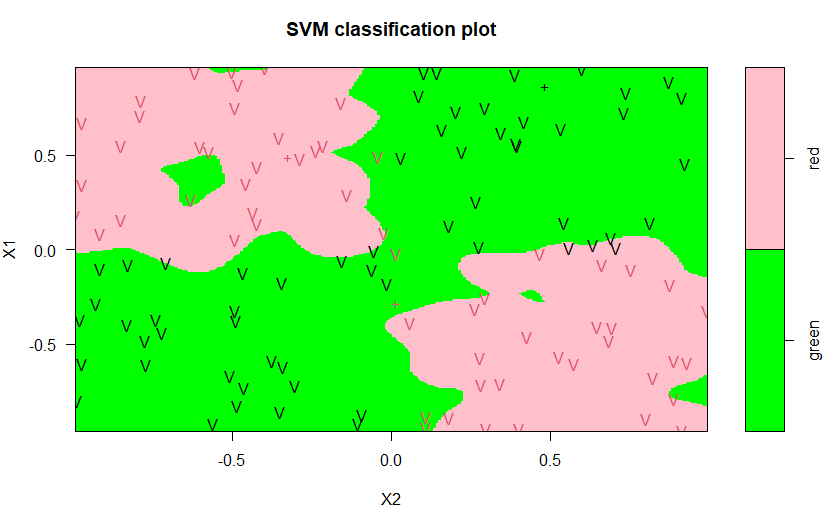 SVM classification plot
X1
0.5
0.0
-0.5
-0.5
0.0
0.5
X2
red
green